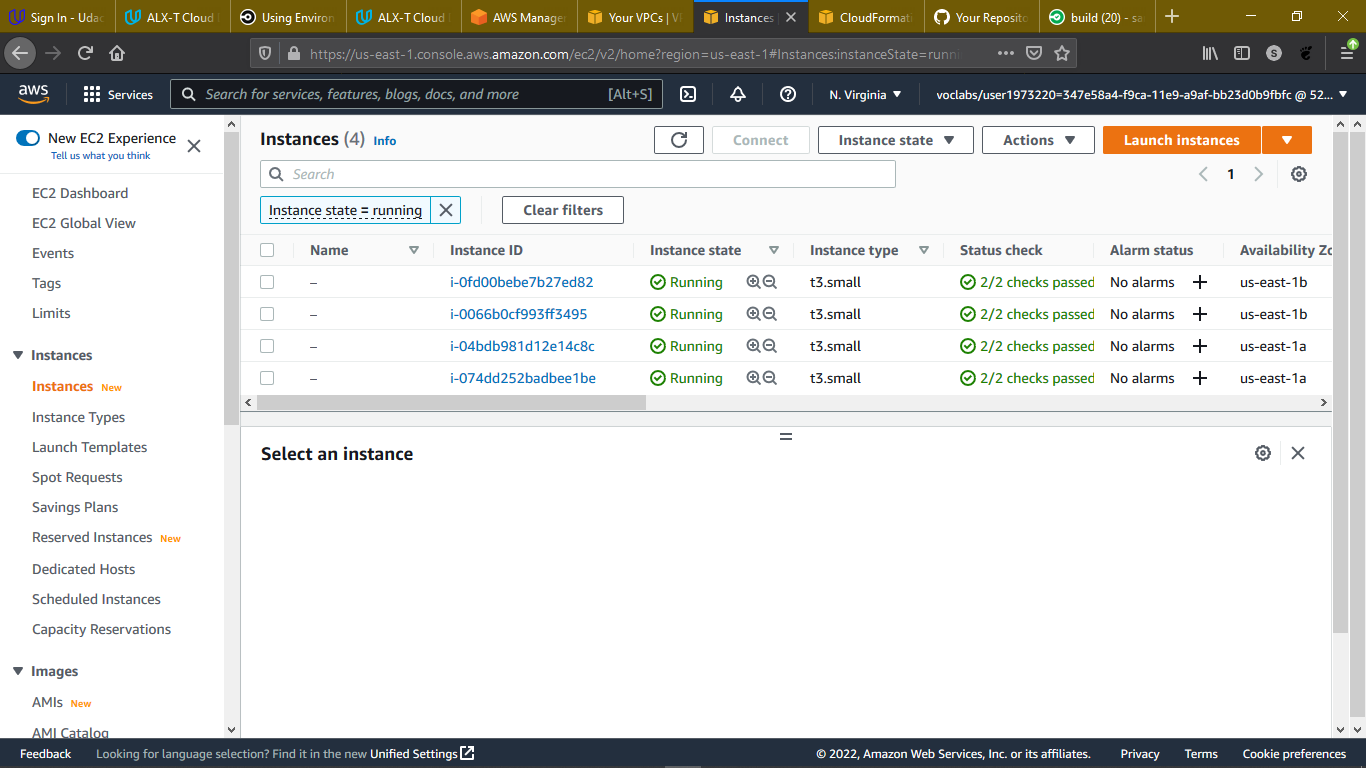 Sign In - Udac
ALX-T Cloud D
Using Environ
ALX-T Cloud D
AWS Manager
Your VPCs | VP
Instances |
CloudFormati
Your Reposito
build (20) - sa
https://us-east-1.console.aws.amazon.com/ec2/v2/home?region=us-east-1#Instances:instanceState=runni
aws
Services
Search for services, features, blogs, docs, and more
[Alt+S]
N. Virginia
voclabs/user1973220=347e58a4-f9ca-11e9-a9af-bb23d0b9fbfc @ 52...
New EC2 Experience
Tell us what you think
EC2 Dashboard
EC2 Global View
Events
Tags
Limits
Instances
Instances New
Instance Types
Launch Templates
Spot Requests
Savings Plans
Reserved Instances New
Dedicated Hosts
Scheduled Instances
Capacity Reservations
Images
AMIs New
AMI Catalog
Instances (4) Info
Connect
Instance state
Actions
Launch instances
Search
1
Instance state = running
Clear filters
Name Instance ID Instance state Instance type Status check Alarm status Availability Zo
– i-0fd00bebe7b27ed82 Running t3.small 2/2 checks passed No alarms + us-east-1b
– i-0066b0cf993ff3495 Running t3.small 2/2 checks passed No alarms + us-east-1b
– i-04bdb981d12e14c8c Running t3.small 2/2 checks passed No alarms + us-east-1a
– i-074dd252badbee1be Running t3.small 2/2 checks passed No alarms + us-east-1a
Select an instance
Feedback
Looking for language selection? Find it in the new Unified Settings
© 2022, Amazon Web Services, Inc. or its affiliates.
Privacy
Terms
Cookie preferences